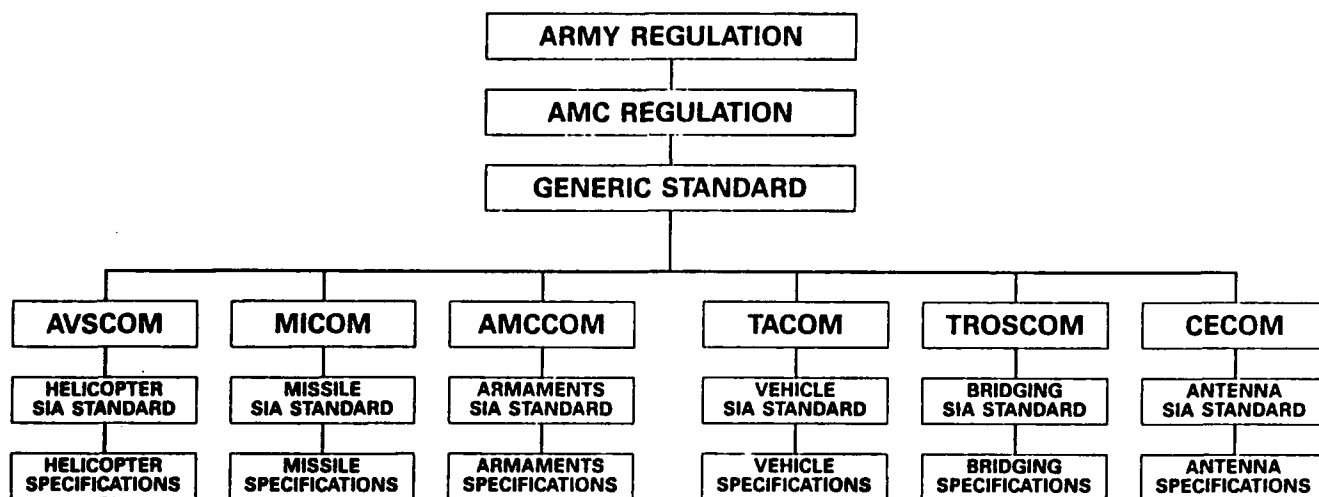 ARMY REGULATION
AMC REGULATION
GENERIC STANDARD
AVSCOM
MICOM
AMCCOM
TACOM
TROSCOM
CECOM
HELICOPTER
SIA STANDARD
MISSILE
SIA STANDARD
ARMAMENTS
SIA STANDARD
VEHICLE
SIA STANDARD
BRIDGING
SIA STANDARD
ANTENNA
SIA STANDARD
HELICOPTER
SPECIFICATIONS
MISSILE
SPECIFICATIONS
ARMAMENTS
SPECIFICATIONS
VEHICLE
SPECIFICATIONS
BRIDGING
SPECIFICATIONS
ANTENNA
SPECIFICATIONS